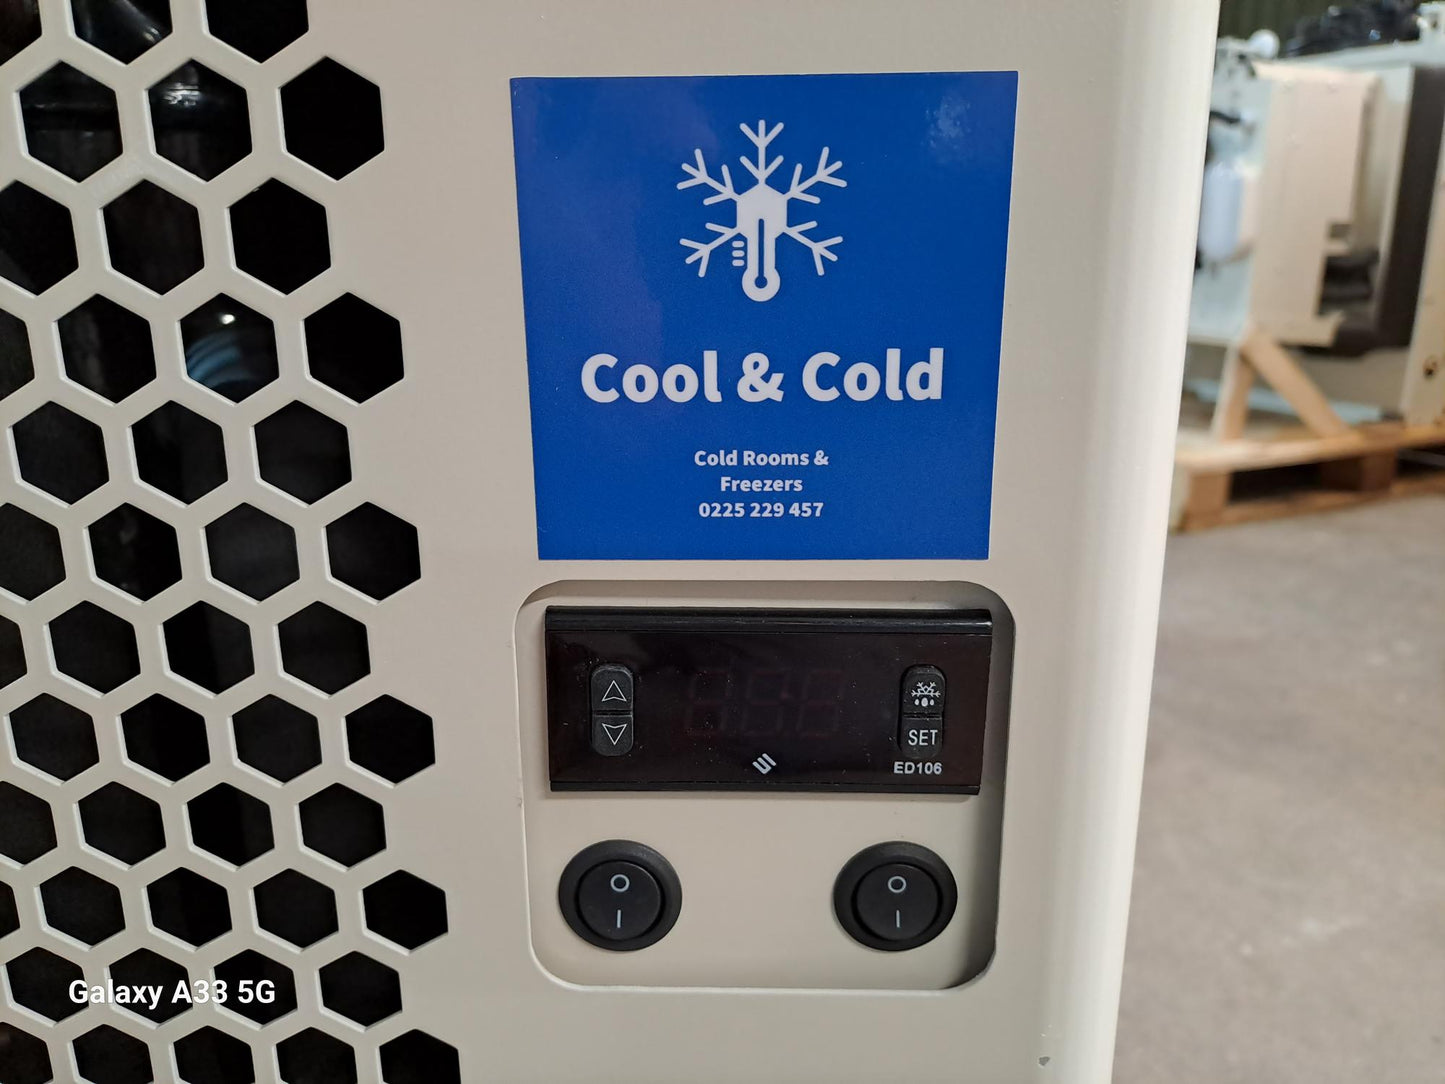 Cool & Cold
Cold Rooms &
Freezers
0225 229 457
SET
ED106
Galaxy A33 5G